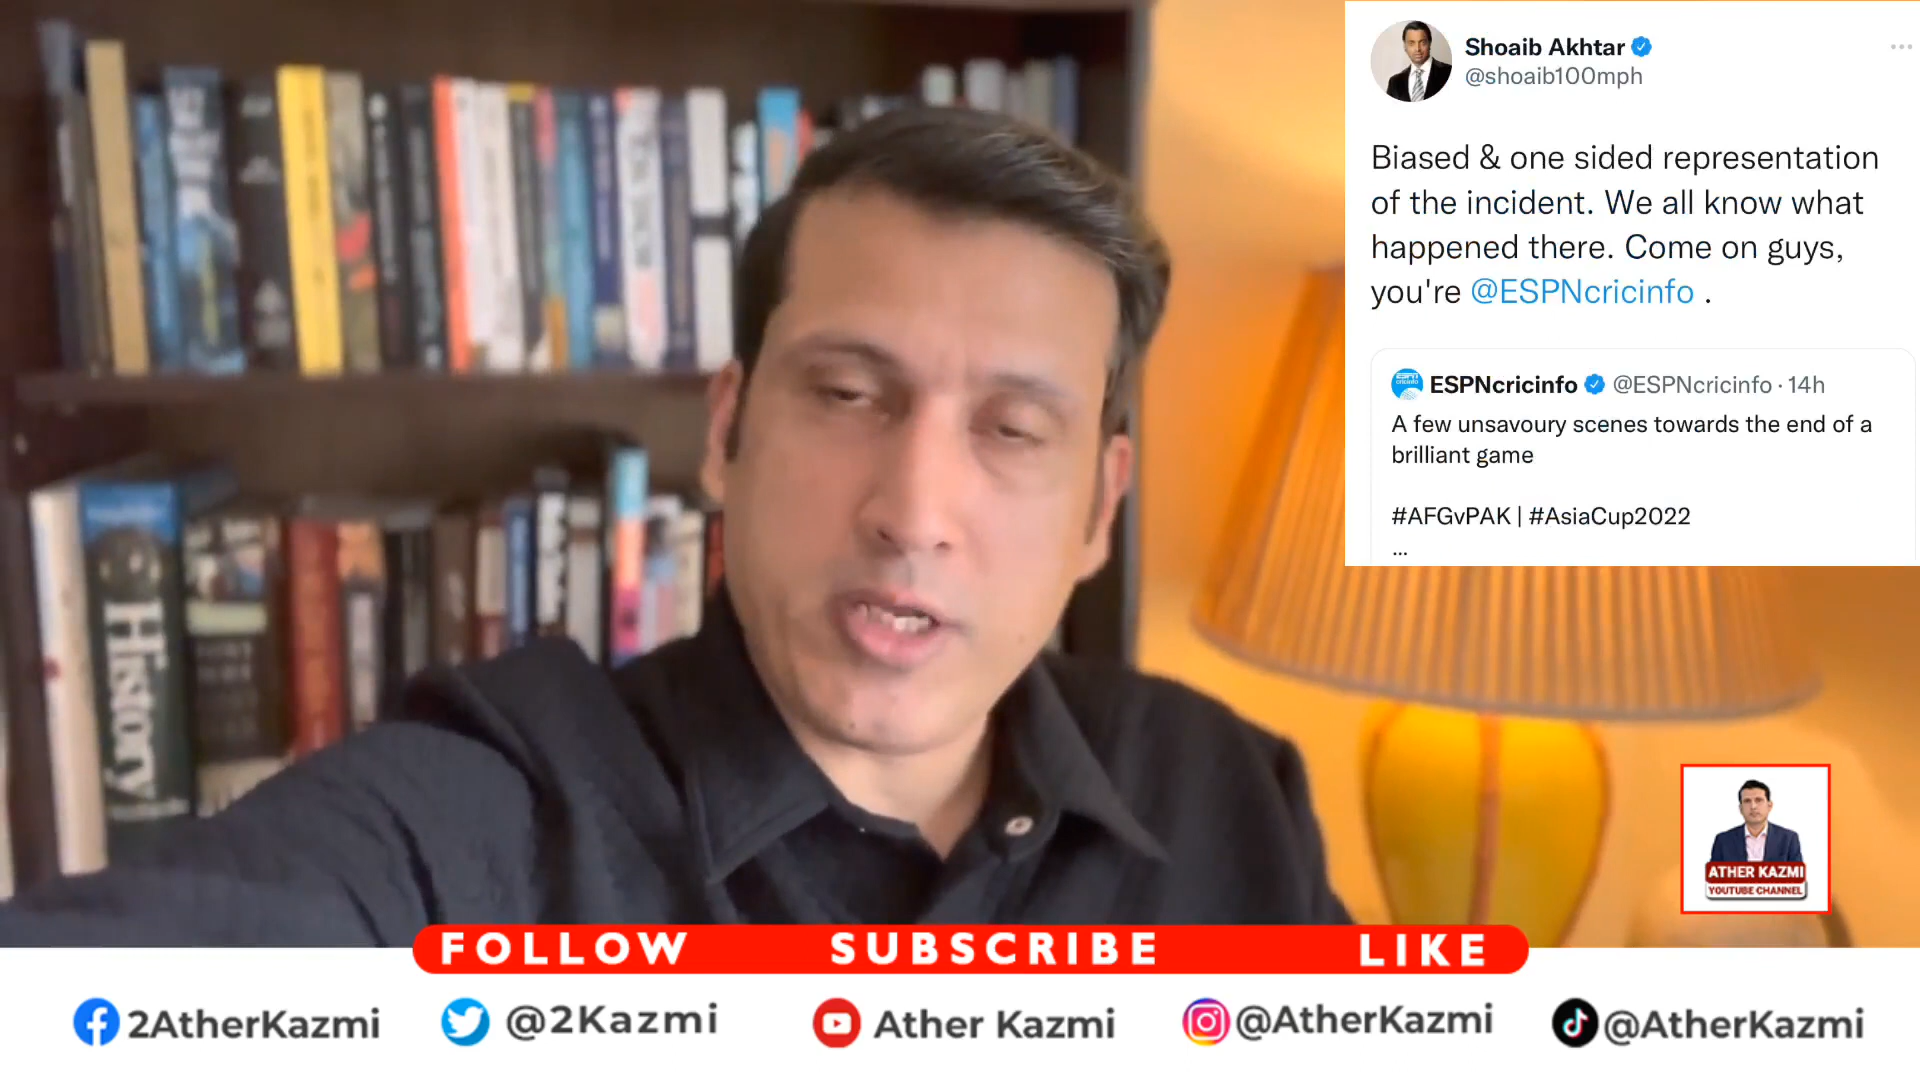 Shoaib Akhtar
@shoaib100mph
Biased & one sided representation
of the incident. We all know what
happened there. Come on guys,
you're @ESPNcricinfo .
ESPNcricinfo @ESPNcricinfo · 14h
A few unsavoury scenes towards the end of a
brilliant game
#AFGvPAK | #AsiaCup2022
...
History
ATHER KAZMI
YOUTUBE CHANNEL
FOLLOW SUBSCRIBE LIKE
2AtherKazmi @2Kazmi Ather Kazmi @AtherKazmi @AtherKazmi